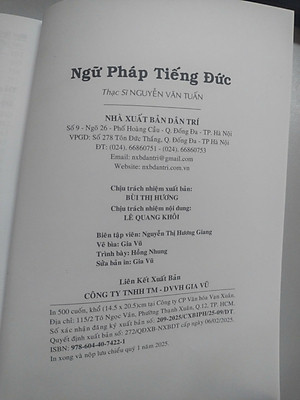 Ngữ Pháp Tiếng Đức
Thạc Sĩ NGUYỄN VĂN TUẤN
NHÀ XUẤT BẢN DÂN TRÍ
Số 9 - Ngõ 26 - Phố Hoàng Cầu - Q. Đống Đa - TP. Hà Nội
VPGD: Số 278 Tôn Đức Thắng, Q. Đống Đa - TP. Hà Nội
ĐT: (024). 66860751 - (024). 66860753
Email: nxbdantri@gmail.com
Website: nxbdantri.com.vn
Chịu trách nhiệm xuất bản:
BÙI THỊ HƯƠNG
Chịu trách nhiệm nội dung:
LÊ QUANG KHÔI
Biên tập viên: Nguyễn Thị Hương Giang
Vẽ bìa: Gia Vũ
Trình bày: Hồng Nhung
Sửa bản in: Gia Vũ
Liên Kết Xuất Bản
CÔNG TY TNHH TM - DVVH GIA VŨ
In 500 cuốn, khổ (14.5 x 20.5)cm tại Công ty CP Văn hóa Vạn Xuân.
Địa chỉ: 115/2 Tô Ngọc Vân, Phường Thạnh Xuân, Q.12. TP. HCM.
Số xác nhận đăng ký xuất bản số: 209-2025/CXBIPH/25-09/DT.
Quyết định xuất bản số: 272/QĐXB-NXBDT cấp ngày 06/02/2025.
ISBN: 978-604-40-7422-1
In xong và nộp lưu chiểu quý 1 năm 2025.